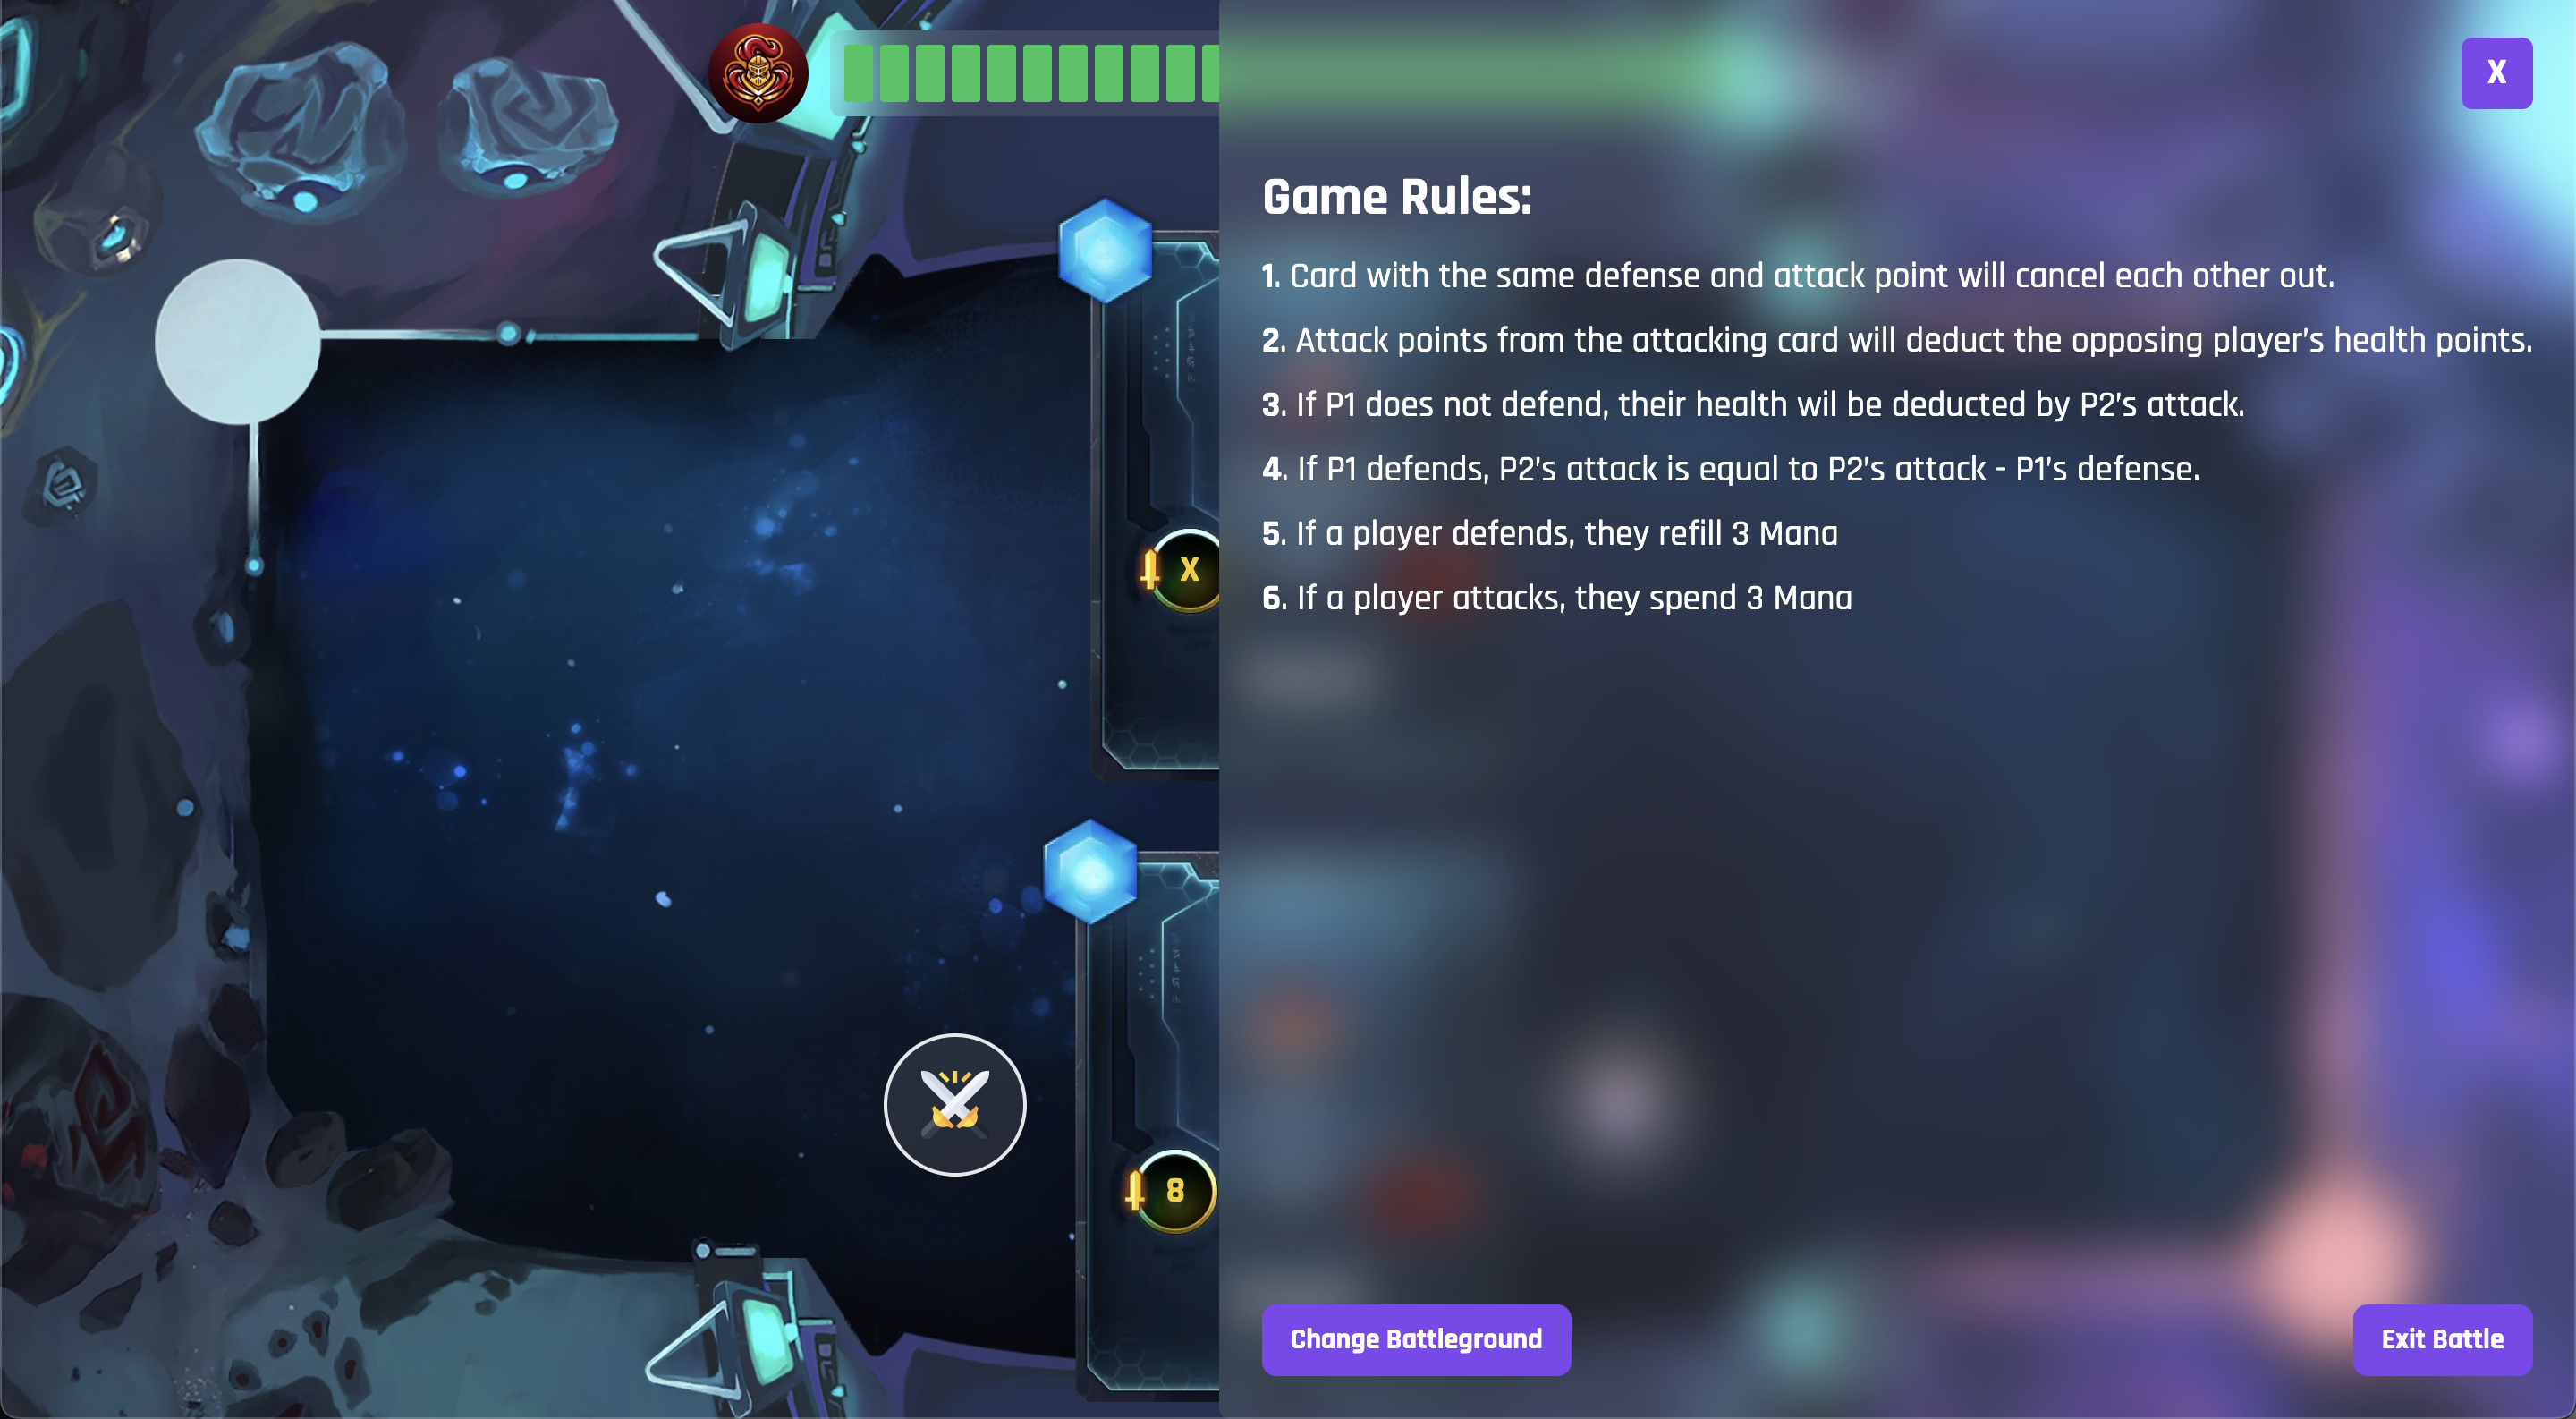 X
Game Rules:
1. Card with the same defense and attack point will cancel each other out.
2. Attack points from the attacking card will deduct the opposing player's health points.
3. If P1 does not defend, their health wil be deducted by P2's attack.
4. If P1 defends, P2's attack is equal to P2's attack - P1's defense.
5. If a player defends, they refill 3 Mana
6. If a player attacks, they spend 3 Mana
X
8
Change Battleground
Exit Battle